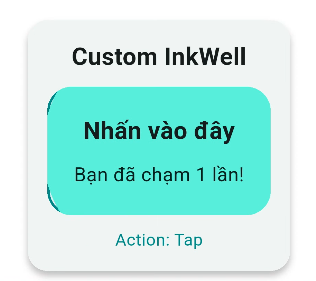 Custom InkWell
Nhấn vào đây
Bạn đã chạm 1 lần!
Action: Tap